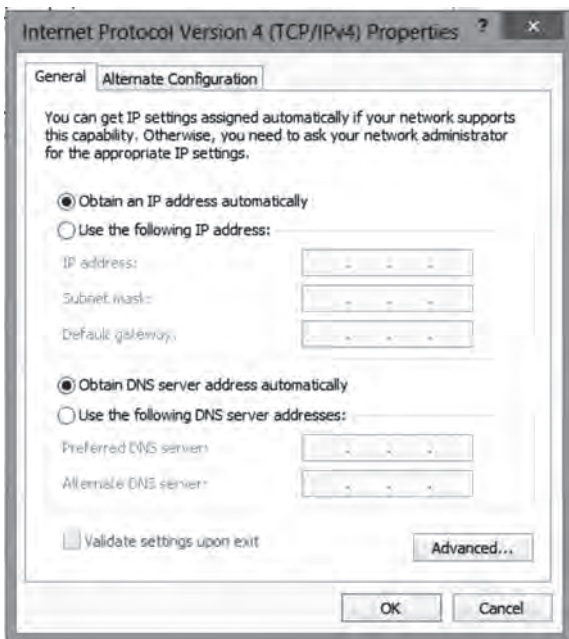 Internet Protocol Version 4 (TCP/IPv4) Properties ? x
General Alternate Configuration
You can get IP settings assigned automatically if your network supports
this capability. Otherwise, you need to ask your network administrator
for the appropriate IP settings.
Obtain an IP address automatically
Use the following IP address:
IP address:
Subnet mask:
Default gateway:
Obtain DNS server address automatically
Use the following DNS server addresses:
Preferred DNS server:
Alternate DNS server:
Validate settings upon exit
Advanced...
OK Cancel